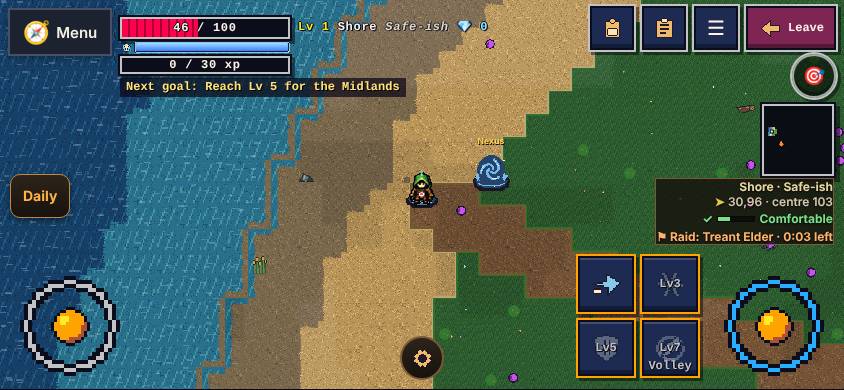 Menu
46 / 100
0 / 30 xp
Lv 1 Shore Safe-ish 💎 0
Next goal: Reach Lv 5 for the Midlands
Leave
Nexus
Daily
Shore · Safe-ish
➤ 30,96 · centre 103
✓ Comfortable
⚑ Raid: Treant Elder · 0:03 left
Lv3
Lv5
Lv7
Volley